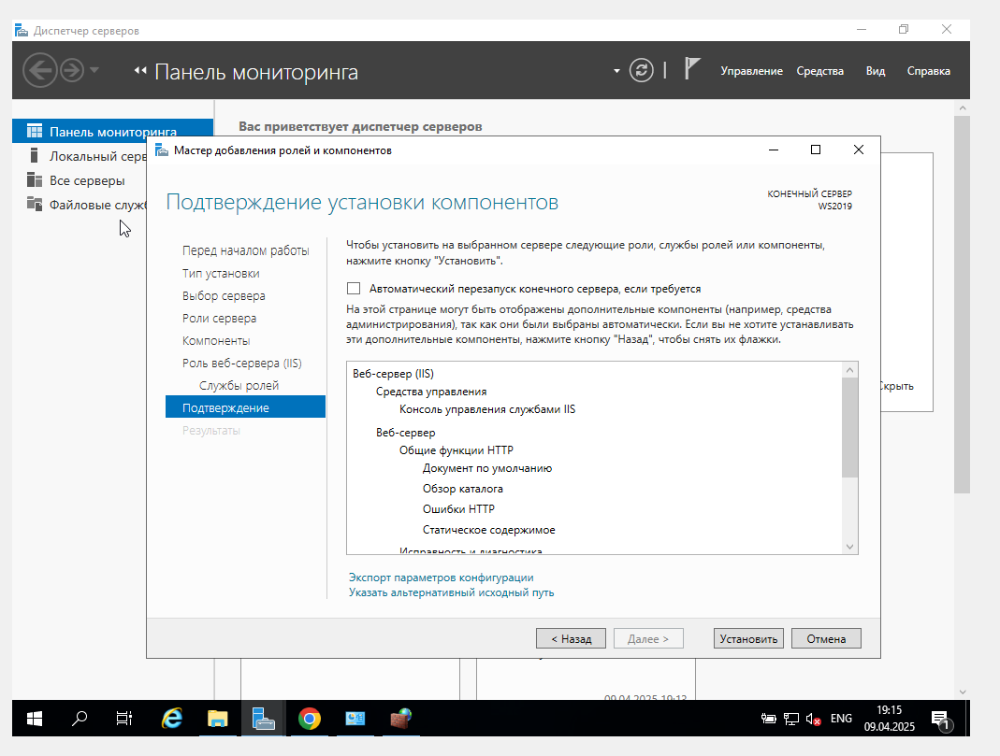 Диспетчер серверов
Панель мониторинга
Управление Средства Вид Справка
Панель мониторинга
Локальный серв
Все серверы
Файловые служб
Вас приветствует диспетчер серверов
Мастер добавления ролей и компонентов
Подтверждение установки компонентов
КОНЕЧНЫЙ СЕРВЕР
WS2019
Перед началом работы
Тип установки
Выбор сервера
Роли сервера
Компоненты
Роль веб-сервера (IIS)
Службы ролей
Подтверждение
Результаты
Чтобы установить на выбранном сервере следующие роли, службы ролей или компоненты,
нажмите кнопку "Установить".
Автоматический перезапуск конечного сервера, если требуется
На этой странице могут быть отображены дополнительные компоненты (например, средства
администрирования), так как они были выбраны автоматически. Если вы не хотите устанавливать
эти дополнительные компоненты, нажмите кнопку "Назад", чтобы снять их флажки.
Веб-сервер (IIS)
Средства управления
Консоль управления службами IIS
Веб-сервер
Общие функции HTTP
Документ по умолчанию
Обзор каталога
Ошибки HTTP
Статическое содержимое
Исправность и диагностика
Экспорт параметров конфигурации
Указать альтернативный исходный путь
< Назад Далее > Установить Отмена
Скрыть
09.04.2025 19:13
ENG
19:15
09.04.2025
1